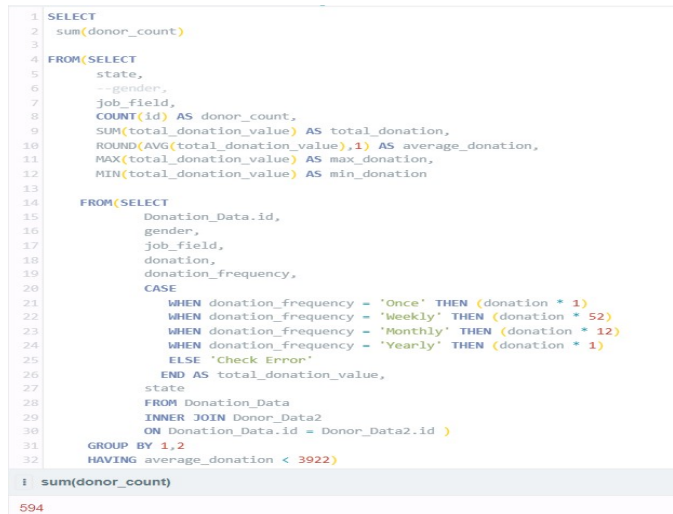 1 SELECT
2 sum(donor_count)
3
4 FROM(SELECT
5 state,
6 --gender,
7 job_field,
8 COUNT(id) AS donor_count,
9 SUM(total_donation_value) AS total_donation,
10 ROUND(AVG(total_donation_value),1) AS average_donation,
11 MAX(total_donation_value) AS max_donation,
12 MIN(total_donation_value) AS min_donation
13
14 FROM(SELECT
15 Donation_Data.id,
16 gender,
17 job_field,
18 donation,
19 donation_frequency,
20 CASE
21 WHEN donation_frequency = 'Once' THEN (donation * 1)
22 WHEN donation_frequency = 'Weekly' THEN (donation * 52)
23 WHEN donation_frequency = 'Monthly' THEN (donation * 12)
24 WHEN donation_frequency = 'Yearly' THEN (donation * 1)
25 ELSE 'Check Error'
26 END AS total_donation_value,
27 state
28 FROM Donation_Data
29 INNER JOIN Donor_Data2
30 ON Donation_Data.id = Donor_Data2.id )
31 GROUP BY 1,2
32 HAVING average_donation < 3922)
sum(donor_count)
594